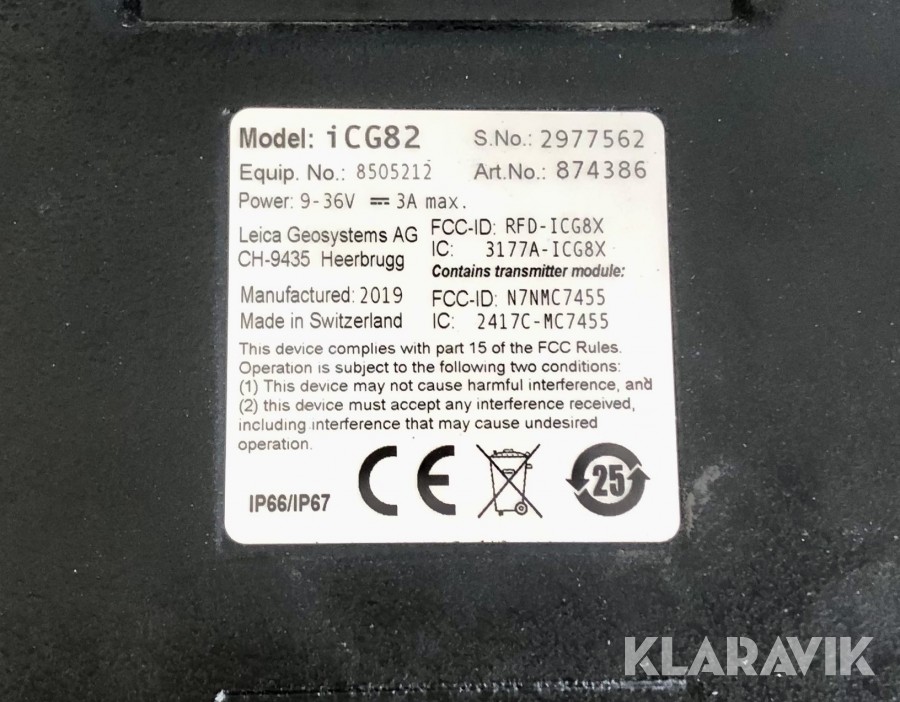 Model: iCG82 S.No.: 2977562
Equip. No.: 8505212 Art.No.: 874386
Power: 9-36V ⎓ 3A max.
Leica Geosystems AG FCC-ID: RFD-ICG8X
CH-9435 Heerbrugg IC: 3177A-ICG8X
Contains transmitter module:
Manufactured: 2019 FCC-ID: N7NMC7455
Made in Switzerland IC: 2417C-MC7455
This device complies with part 15 of the FCC Rules.
Operation is subject to the following two conditions:
(1) This device may not cause harmful interference, and
(2) this device must accept any interference received,
including interference that may cause undesired
operation.
IP66/IP67 CE 25
KLARAVIK